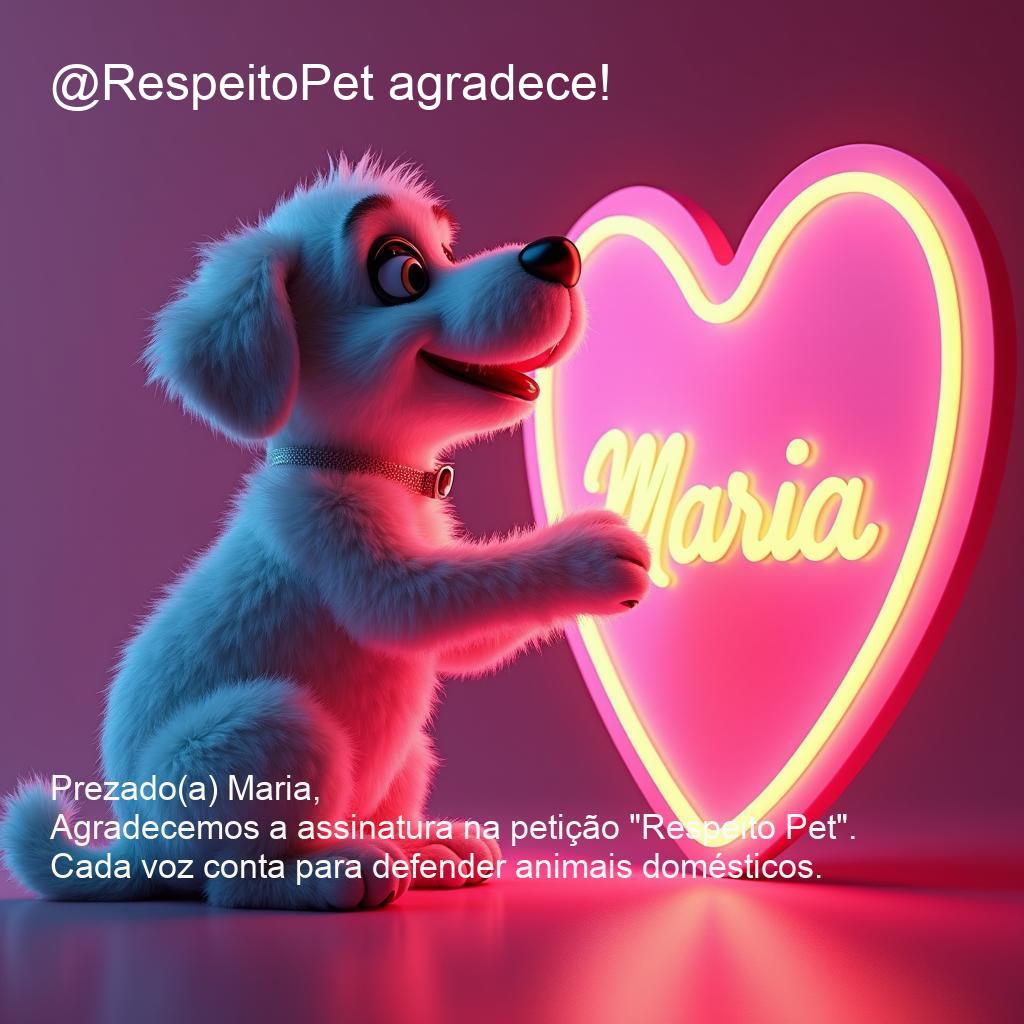 @RespeitoPet agradece!
Maria
Prezado(a) Maria,
Agradecemos a assinatura na petição "Respeito Pet".
Cada voz conta para defender animais domésticos.